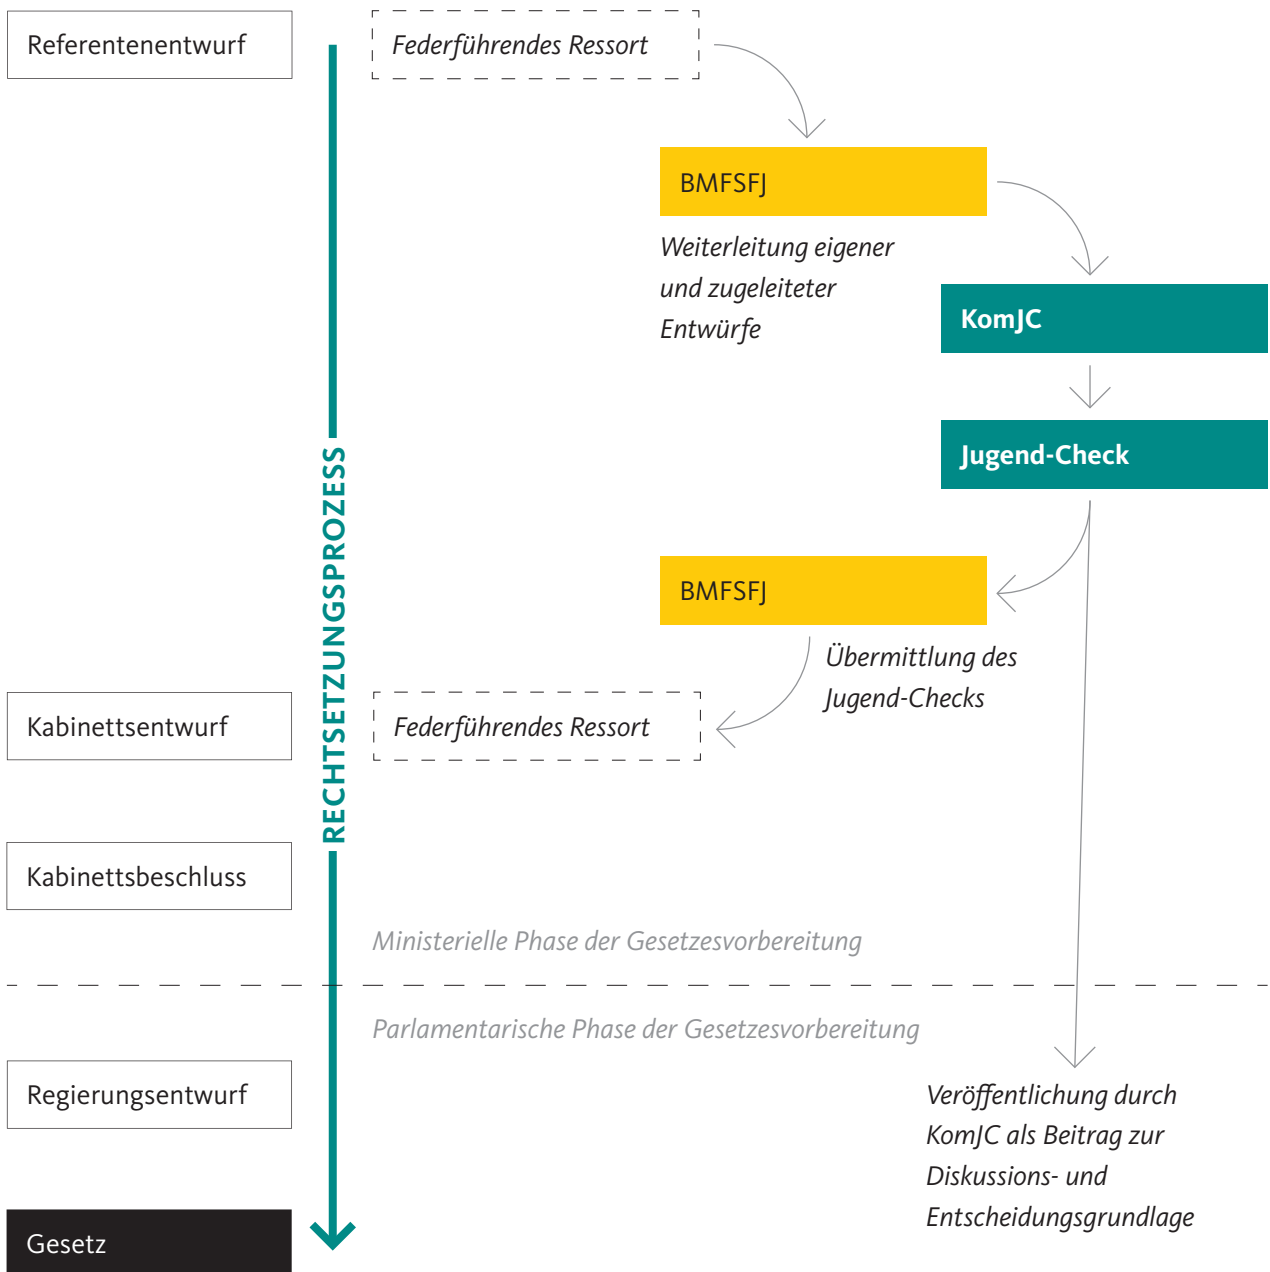 Referentenentwurf
Federführendes Ressort
BMFSFJ
Weiterleitung eigener
und zugeleiteter
Entwürfe
KomJC
Jugend-Check
RECHTSETZUNGSPROZESS
BMFSFJ
Übermittlung des
Jugend-Checks
Kabinettsentwurf
Federführendes Ressort
Kabinettsbeschluss
Ministerielle Phase der Gesetzesvorbereitung
Parlamentarische Phase der Gesetzesvorbereitung
Regierungsentwurf
Veröffentlichung durch
KomJC als Beitrag zur
Diskussions- und
Entscheidungsgrundlage
Gesetz